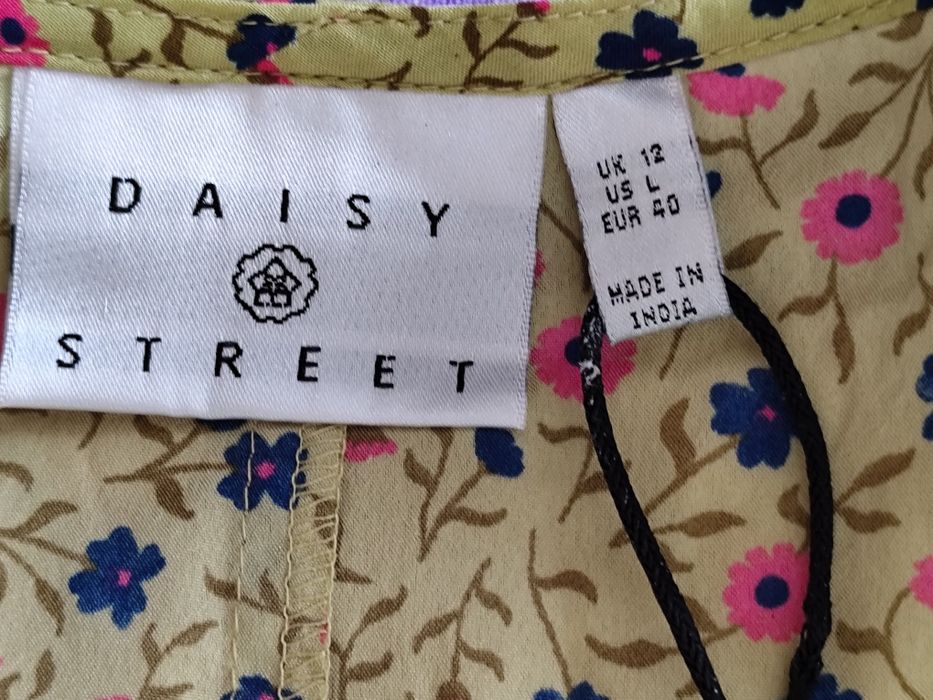 DAISY
STREET
UK 12
US L
EUR 40
MADE IN
INDIA